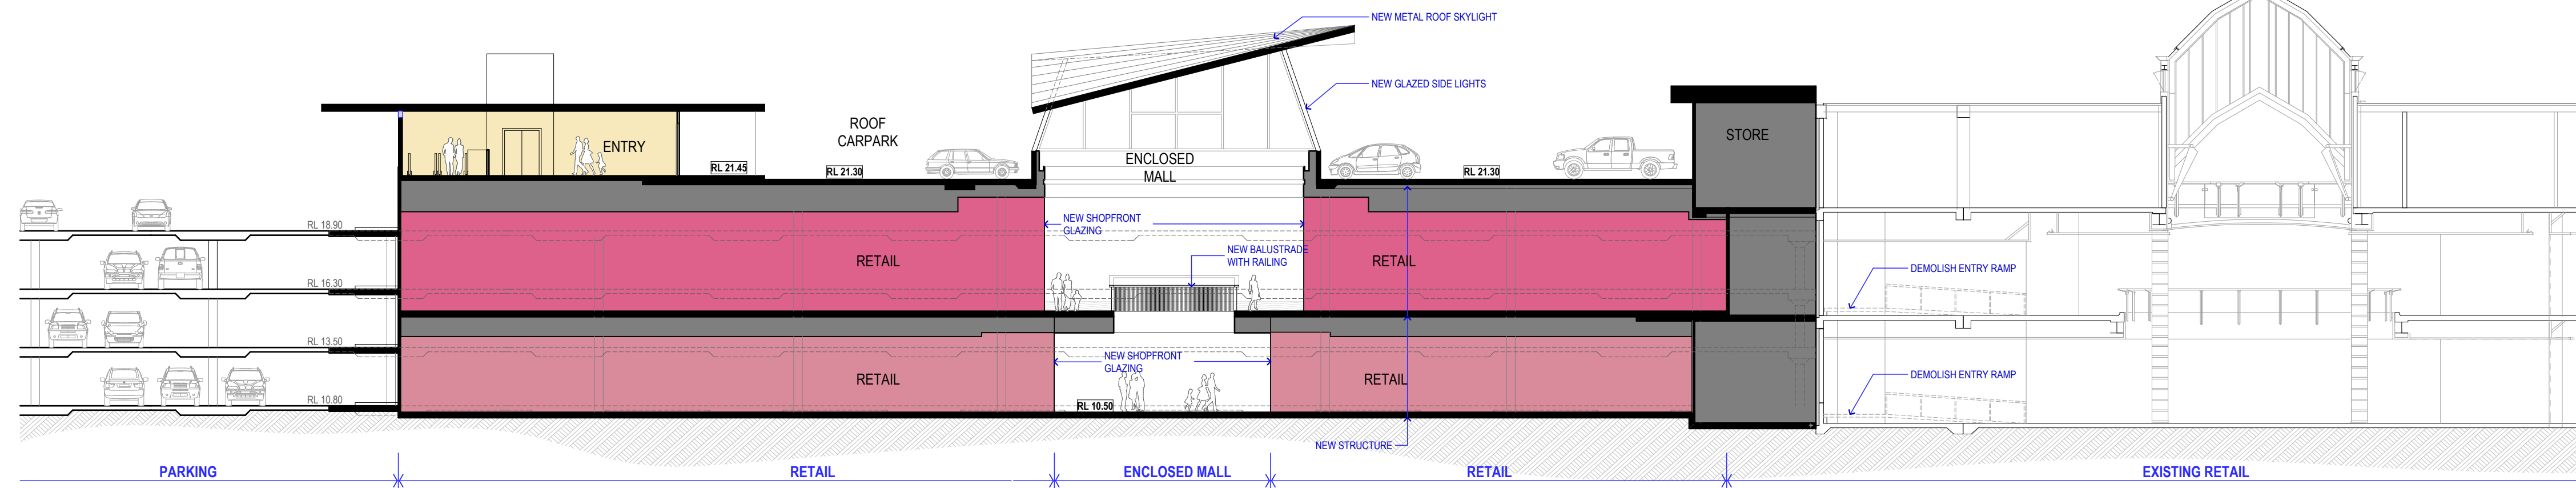 NEW METAL ROOF SKYLIGHT
NEW GLAZED SIDE LIGHTS
ROOF
CARPARK
STORE
ENTRY
ENCLOSED
MALL
RL 21.45
RL 21.30
RL 21.30
RL 18.90
NEW SHOPFRONT
GLAZING
NEW BALUSTRADE
WITH RAILING
RETAIL
RETAIL
DEMOLISH ENTRY RAMP
RL 16.30
RL 13.50
NEW SHOPFRONT
GLAZING
RETAIL
RETAIL
DEMOLISH ENTRY RAMP
RL 10.80
RL 10.50
NEW STRUCTURE
PARKING
RETAIL
ENCLOSED MALL
RETAIL
EXISTING RETAIL